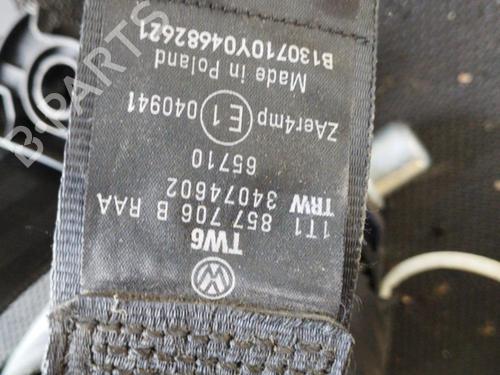 TW6
1T1
857 706 B RAA
TRW 34074602
65710
ZAer4mp E1 040941
Made in Poland
B130710Y04682621
B-PARTS